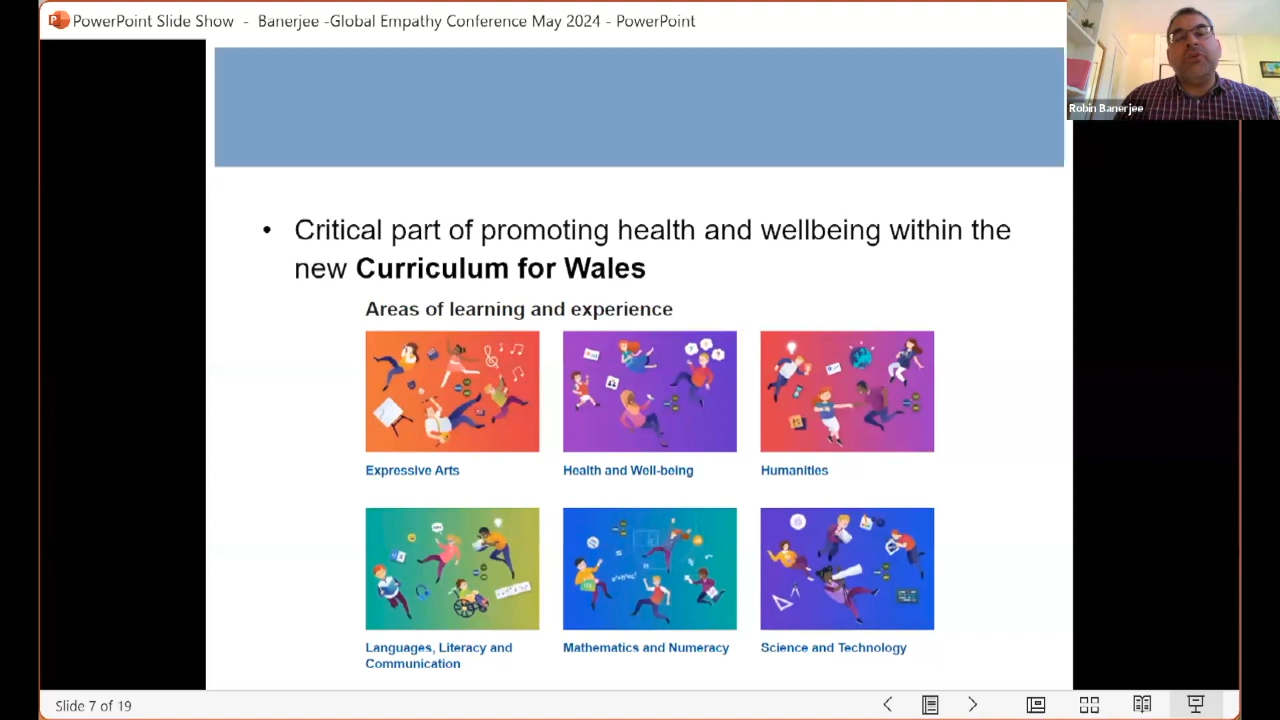 PowerPoint Slide Show - Banerjee -Global Empathy Conference May 2024 - PowerPoint
Robin Banerjee
• Critical part of promoting health and wellbeing within the
new Curriculum for Wales
Areas of learning and experience
Expressive Arts
Health and Well-being
Humanities
Languages, Literacy and
Communication
Mathematics and Numeracy
Science and Technology
Slide 7 of 19